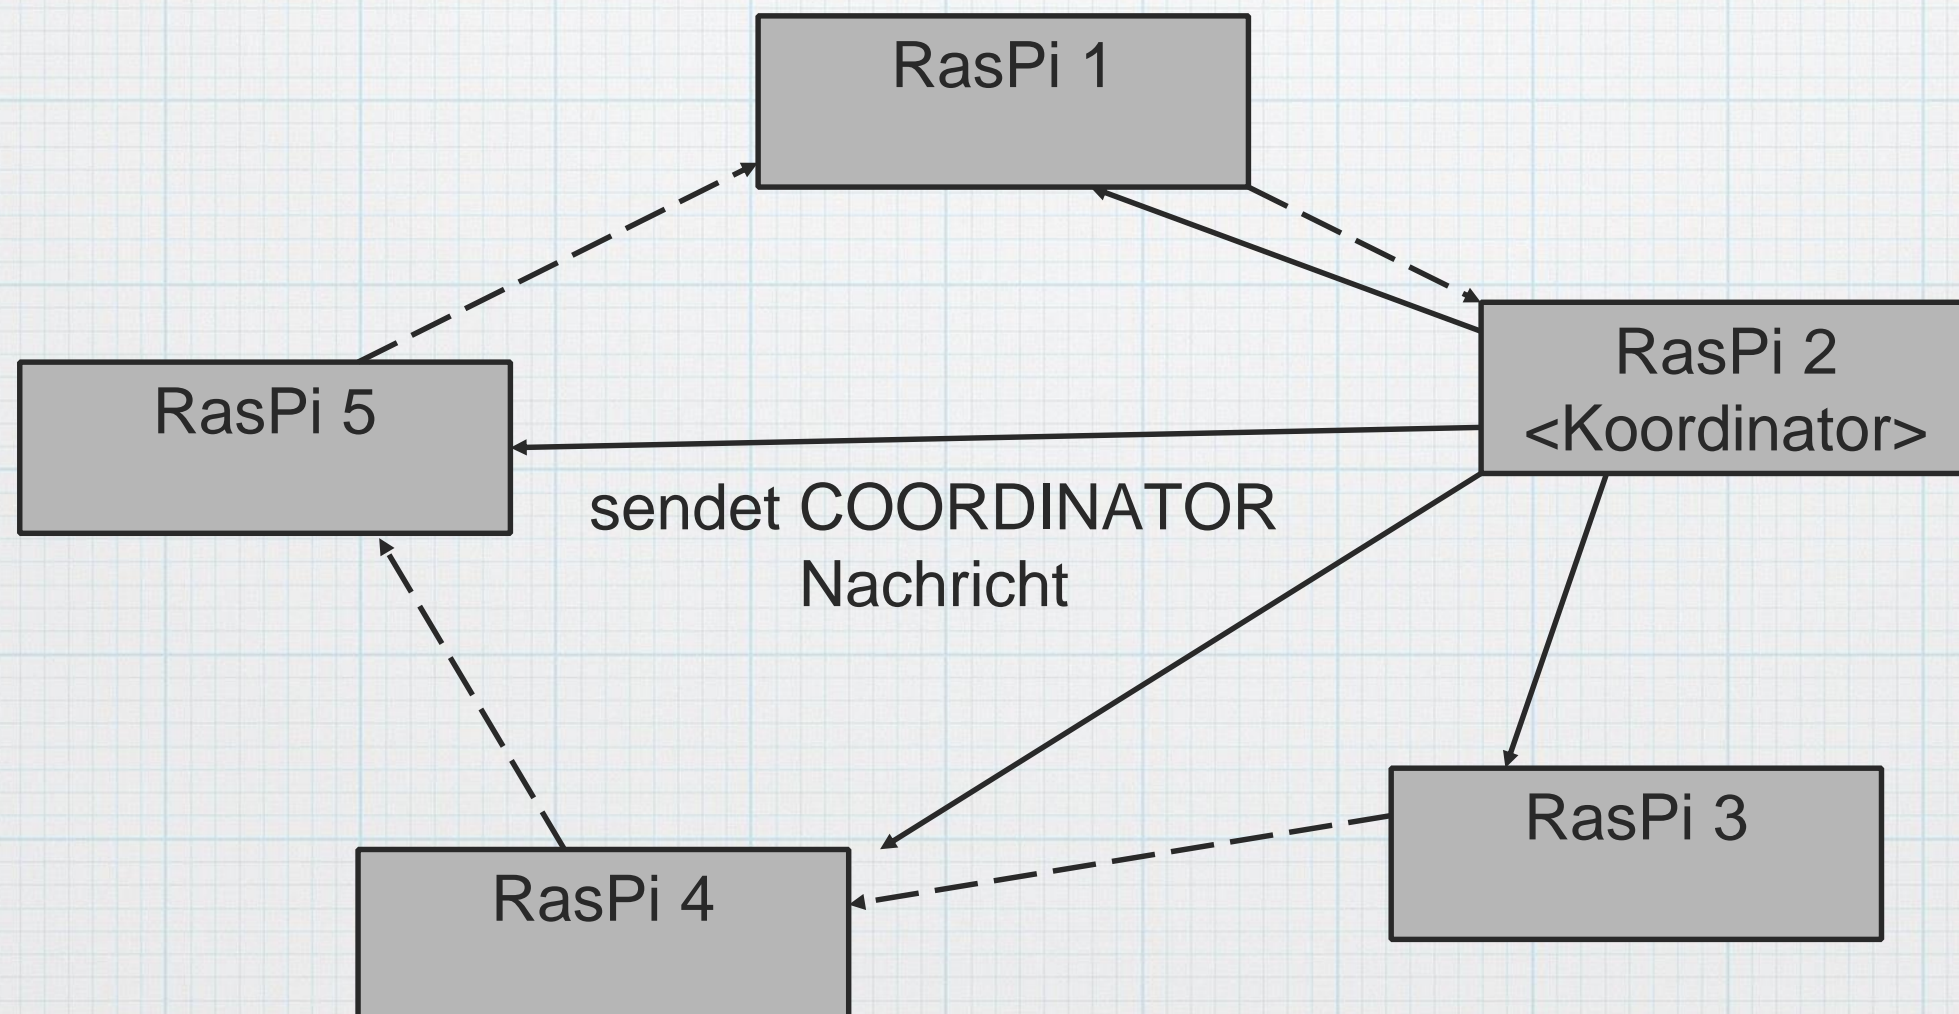 RasPi 1
RasPi 2
<Koordinator>
RasPi 5
sendet COORDINATOR
Nachricht
RasPi 3
RasPi 4